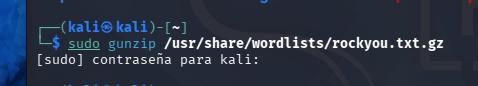 ┌──(kali㉿kali)-[~]
└─$ sudo gunzip /usr/share/wordlists/rockyou.txt.gz
[sudo] contraseña para kali: